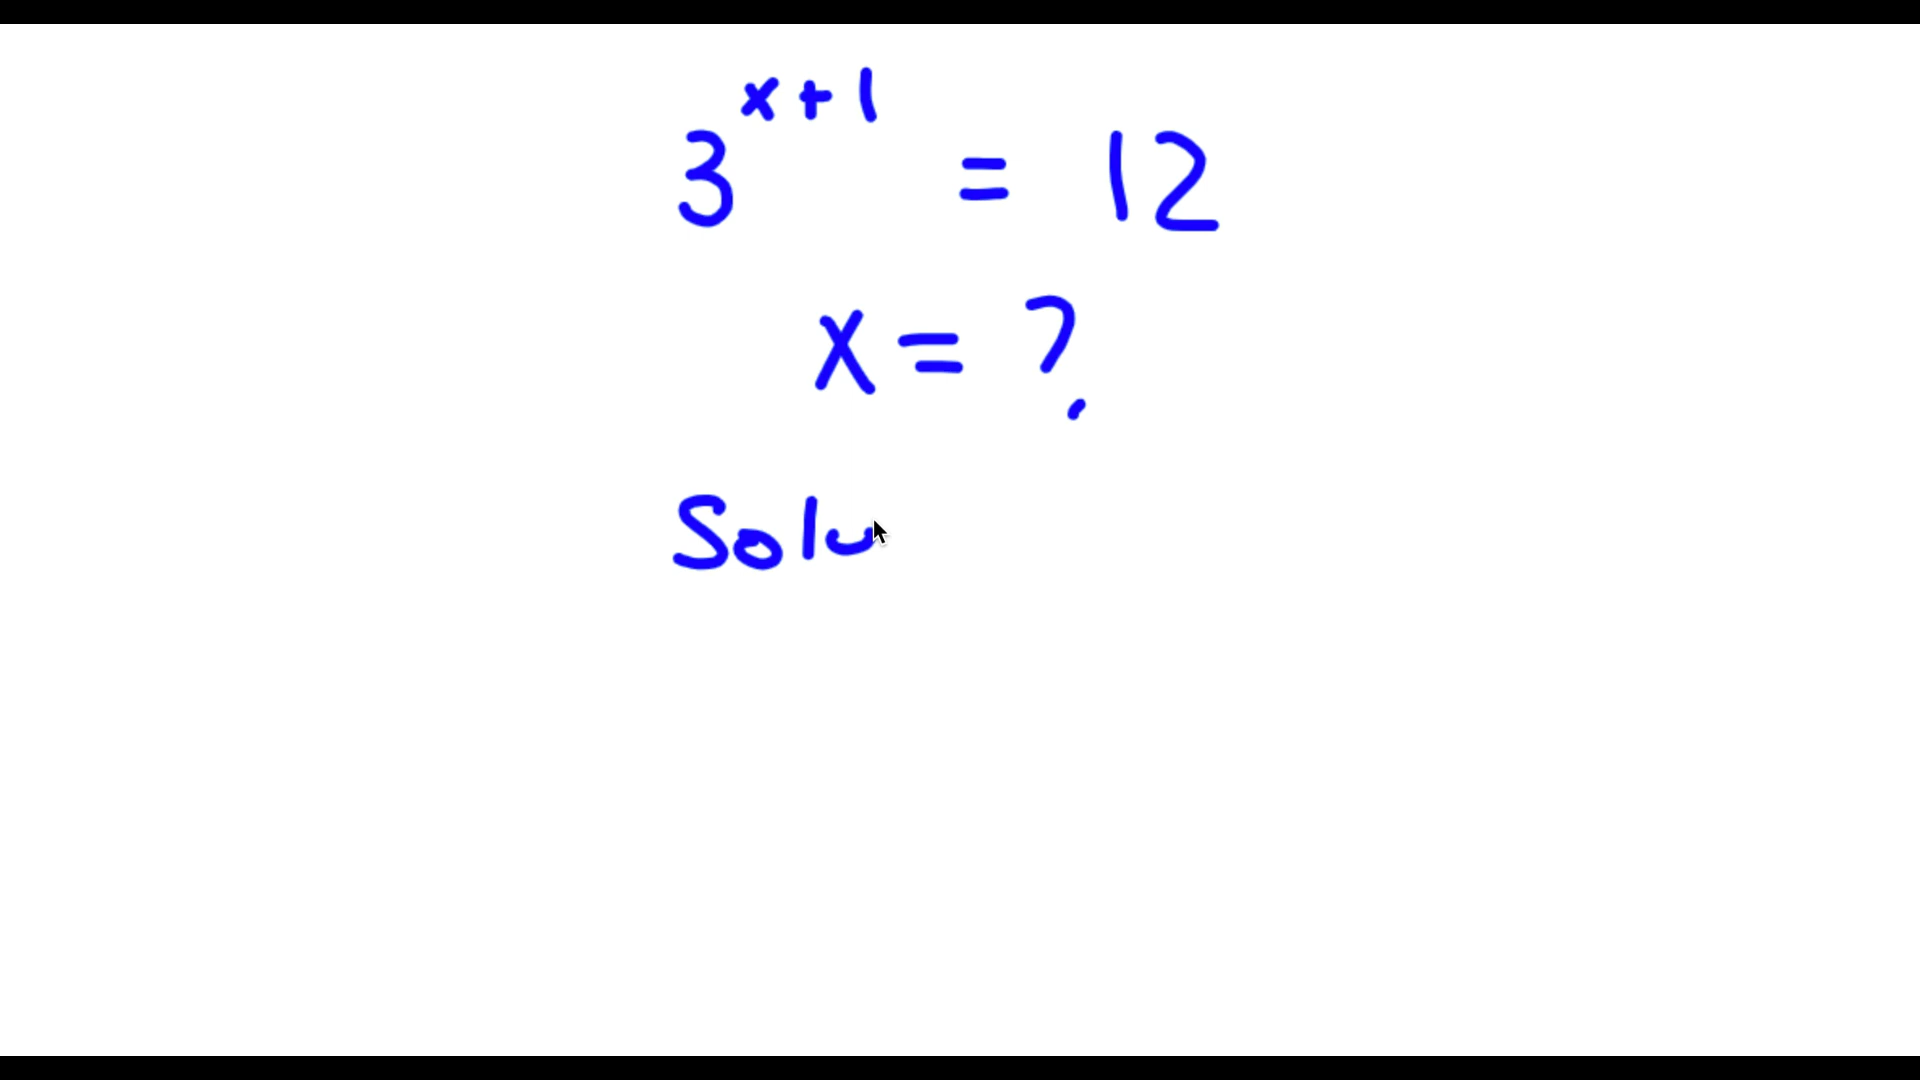 3^{x+1} = 12
x = ?
Solu